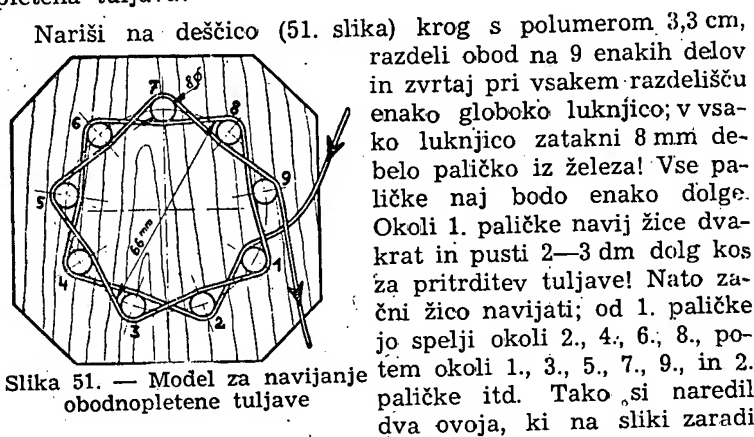 Nariši na deščico (51. slika) krog s polumerom 3,3 cm,
razdeli obod na 9 enakih delov
in zvrtaj pri vsakem razdelišču
enako globoko luknjico; v vsa-
ko luknjico zatakni 8 mm de-
belo paličko iz železa! Vse pa-
ličke naj bodo enako dolge.
Okoli 1. paličke navij žice dva-
krat in pusti 2—3 dm dolg kos
za pritrditev tuljave! Nato za-
čni žico navijati; od 1. paličke
jo spelji okoli 2., 4., 6., 8., po-
tem okoli 1., 3., 5., 7., 9., in 2.
paličke itd. Tako si naredil
dva ovoja, ki na sliki zaradi
7
8φ
6
8
5
9
66 mm
4
1
3
2
Slika 51. — Model za navijanje
obodnopletene tuljave